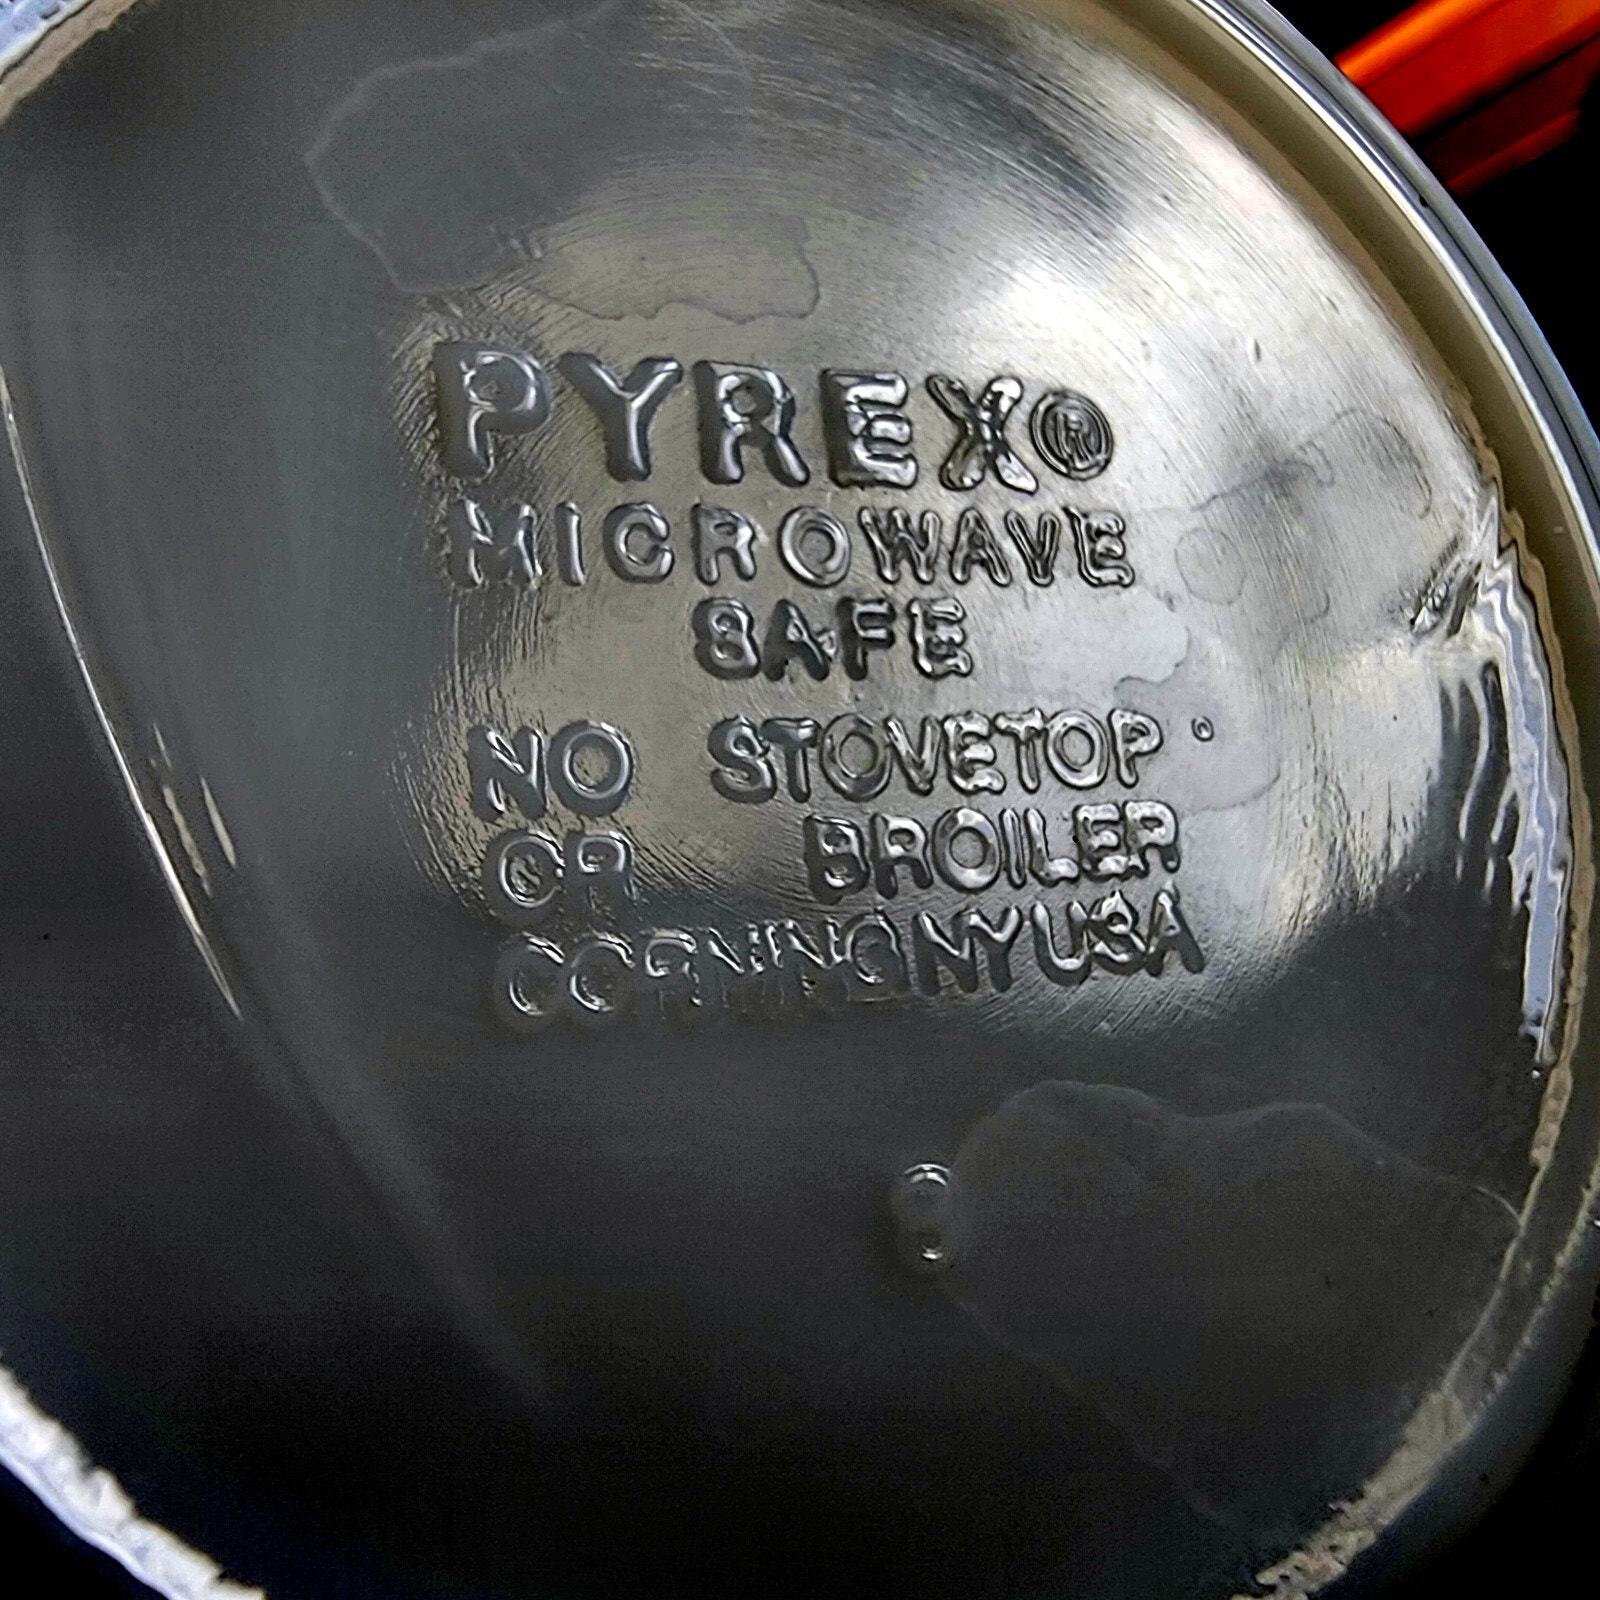 PYREX®
MICROWAVE
SAFE
NO STOVETOP
OR BROILER
CORNING NY USA